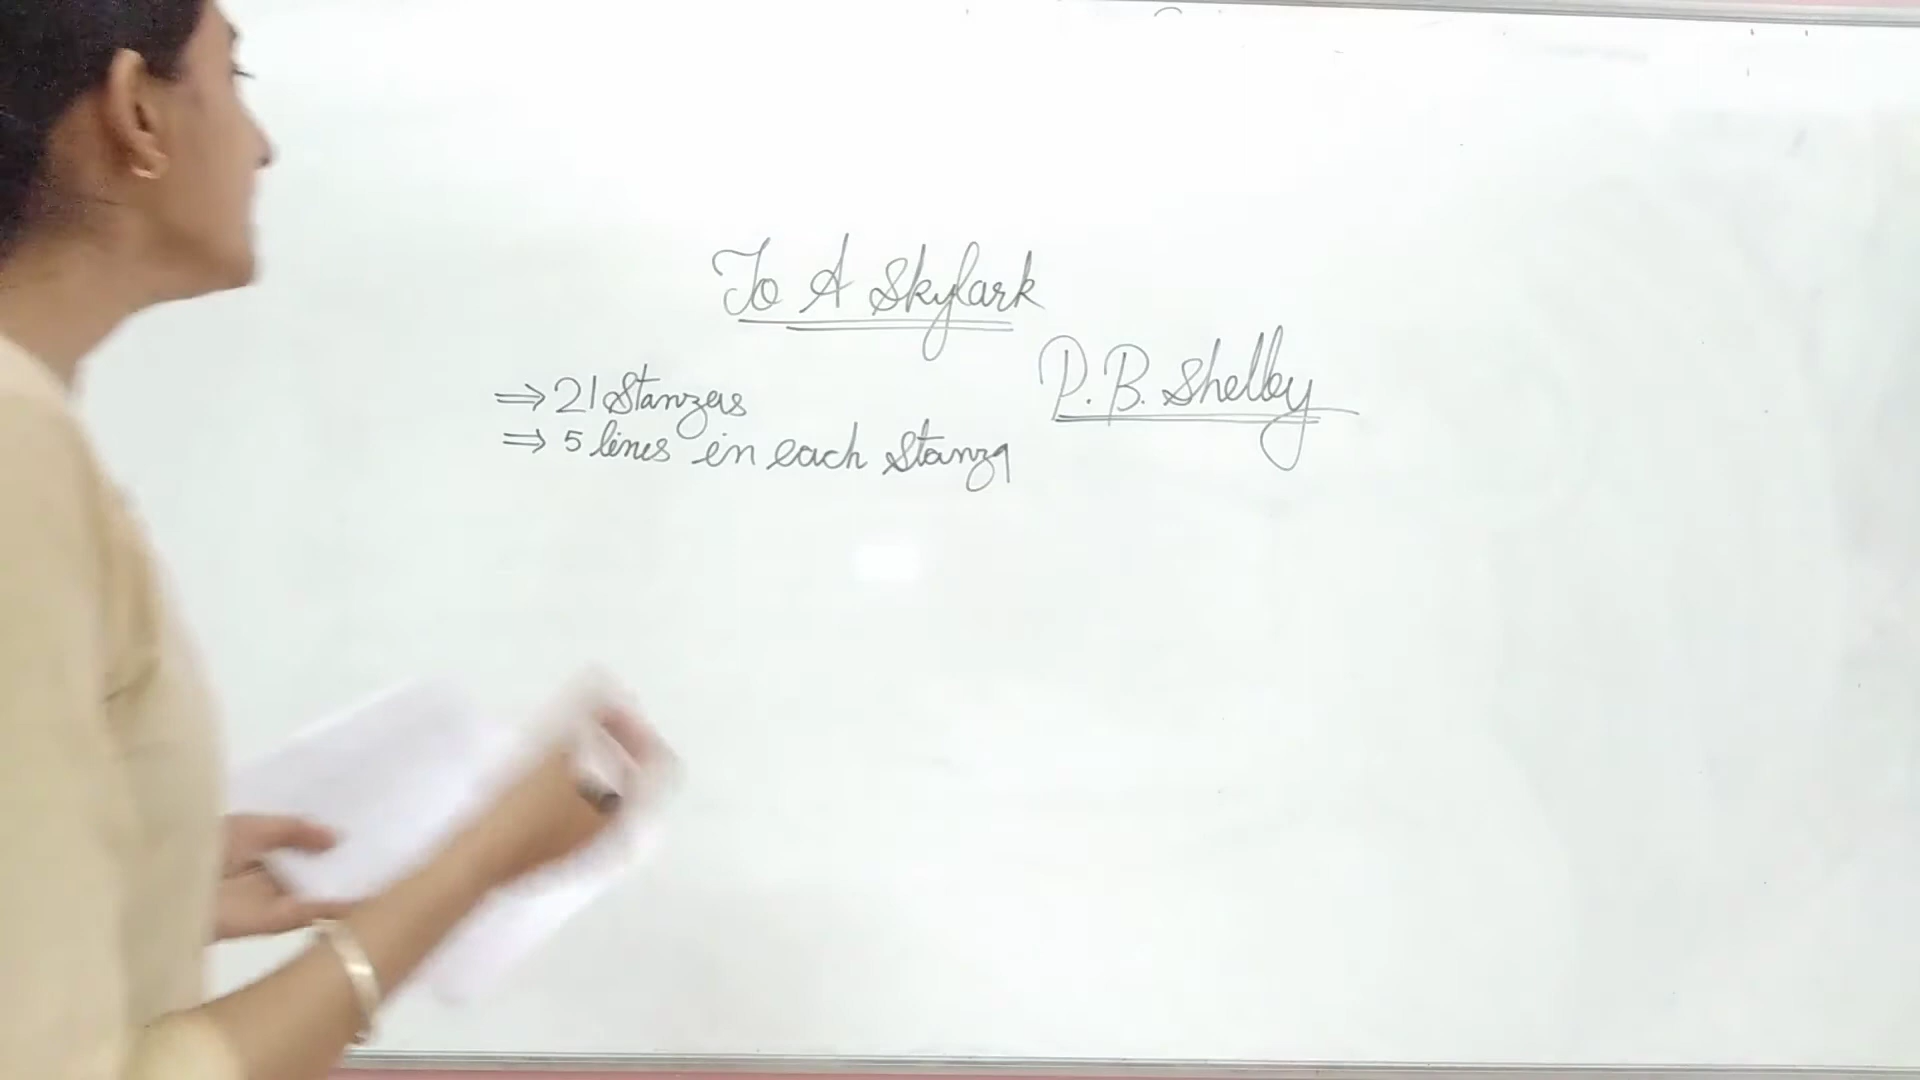 To A Skylark
P. B. Shelley
⇒ 21 Stanzas
⇒ 5 lines in each Stanza